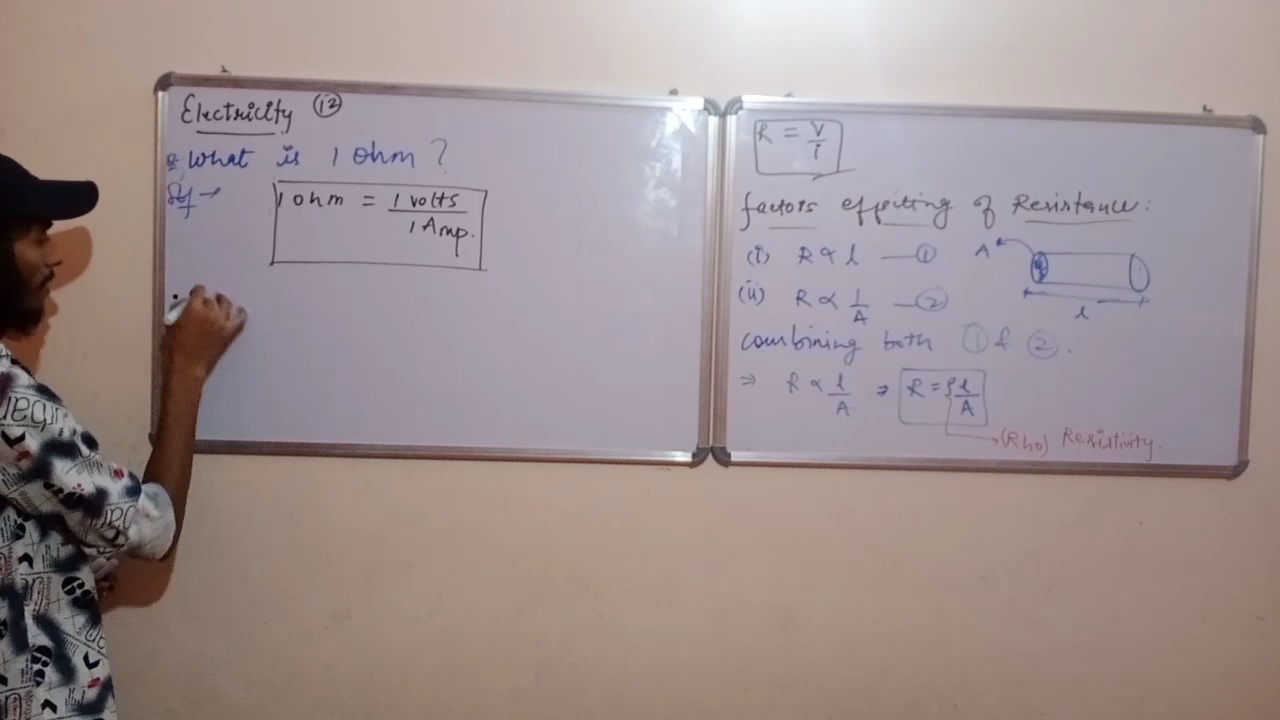 Electricity 12
Q: What is 1 ohm?
Def →
1 ohm = 1 volts / 1 Amp.
R = V / i
factors effecting of Resistance:
(i) R ∝ l —①
A
(ii) R ∝ 1/A —②
l
combining both ① & ②.
⇒ R ∝ l/A ⇒ R = ρ l/A
(Rho) Resistivity.